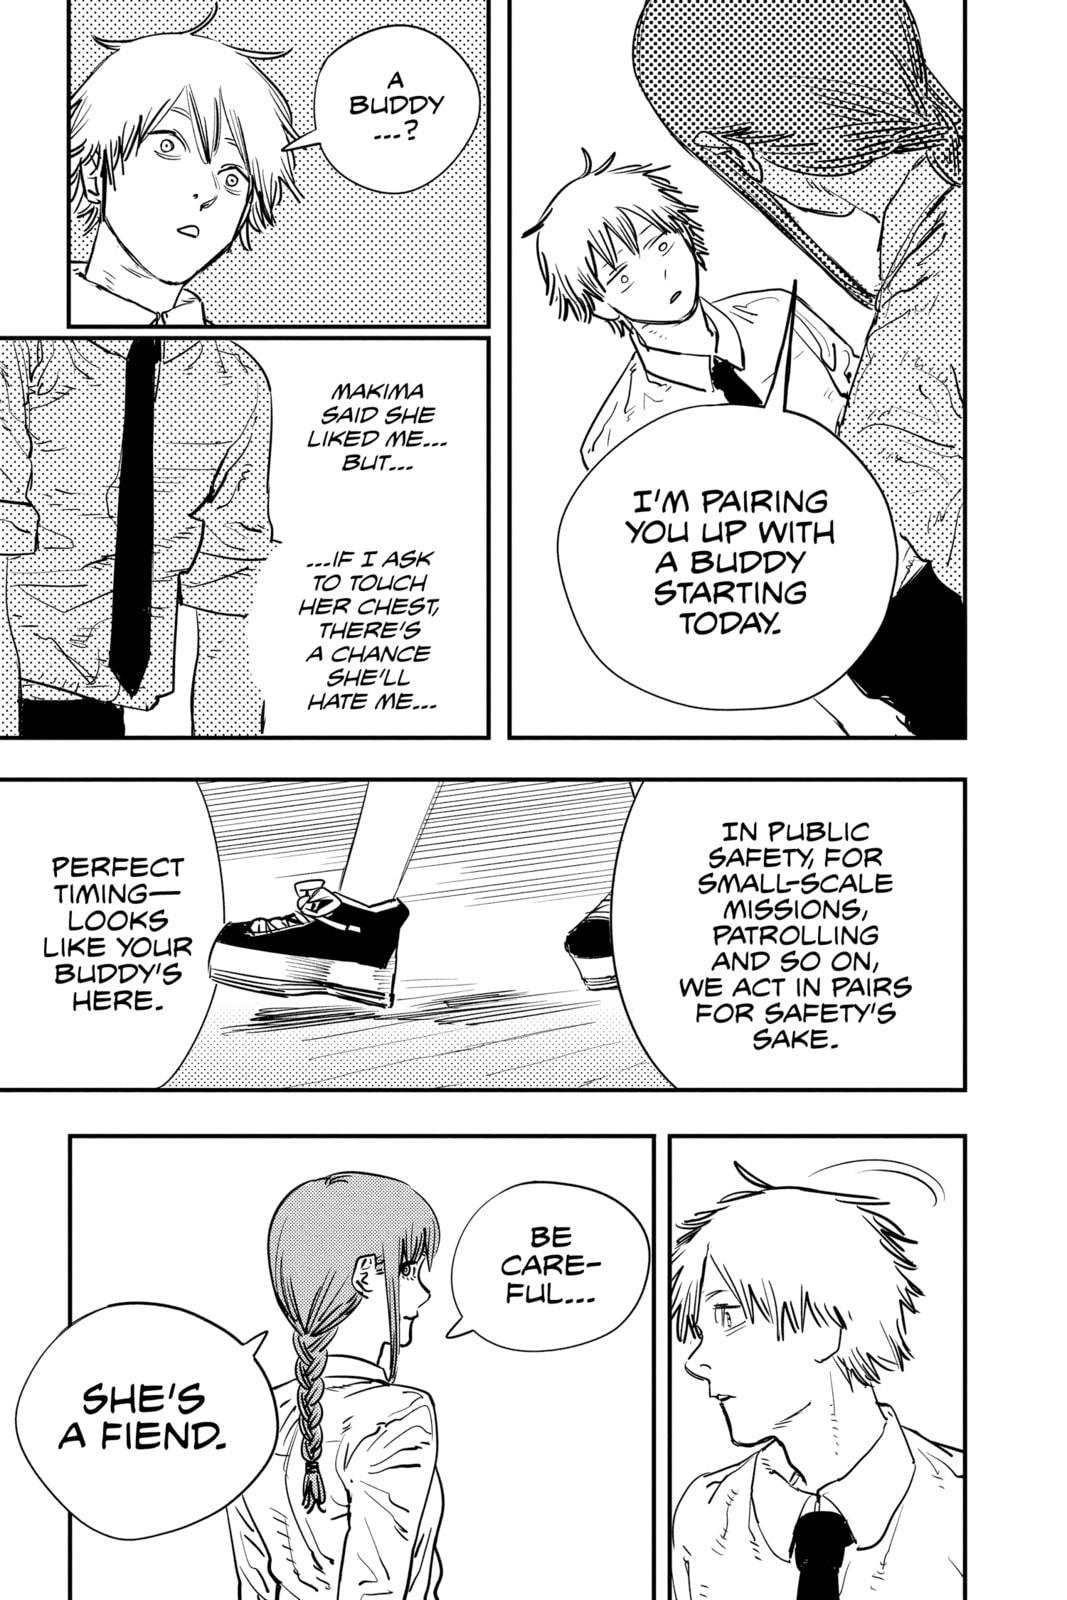 I'M PAIRING
YOU UP WITH
A BUDDY
STARTING
TODAY.
A
BUDDY
...?
MAKIMA
SAID SHE
LIKED ME...
BUT...
...IF I ASK
TO TOUCH
HER CHEST,
THERE'S
A CHANCE
SHE'LL
HATE ME...
IN PUBLIC
SAFETY, FOR
SMALL-SCALE
MISSIONS,
PATROLLING
AND SO ON,
WE ACT IN PAIRS
FOR SAFETY'S
SAKE.
PERFECT
TIMING—
LOOKS
LIKE YOUR
BUDDY'S
HERE.
BE
CARE-
FUL...
SHE'S
A FIEND.